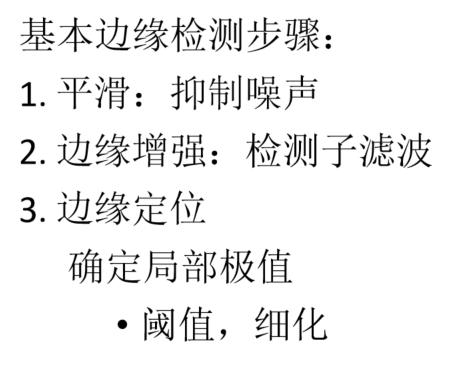 基本边缘检测步骤：
1. 平滑：抑制噪声
2. 边缘增强：检测子滤波
3. 边缘定位
确定局部极值
• 阈值，细化